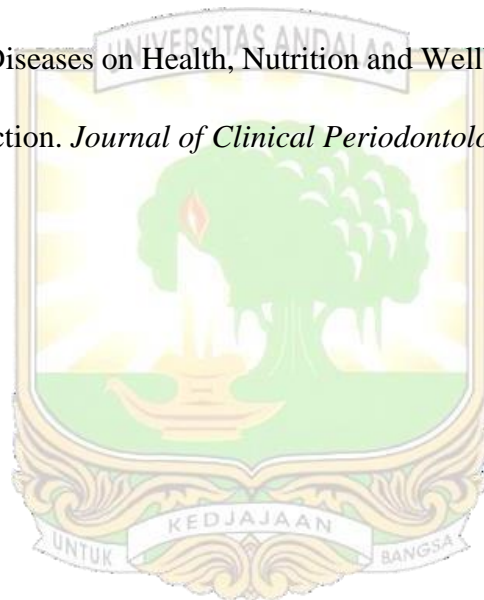 UNIVERSITAS ANDALAS
Diseases on Health, Nutrition and Well
ction. Journal of Clinical Periodontolo
UNTUK KEDJAJAAN BANGSA